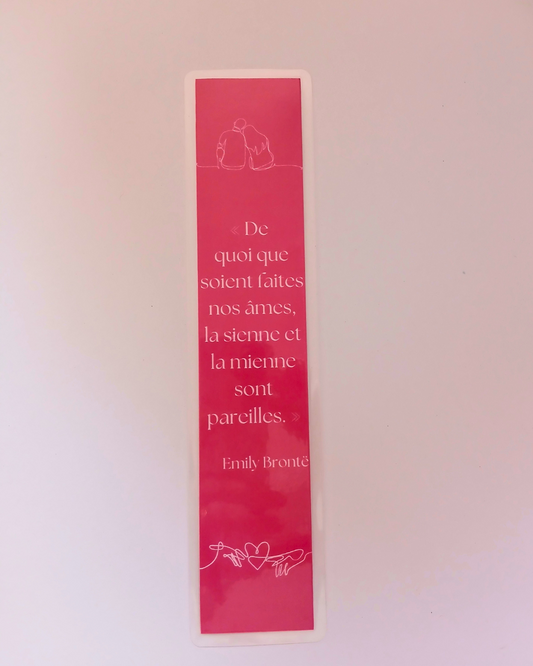 « De
quoi que
soient faites
nos âmes,
la sienne et
la mienne
sont
pareilles.
Emily Brontë